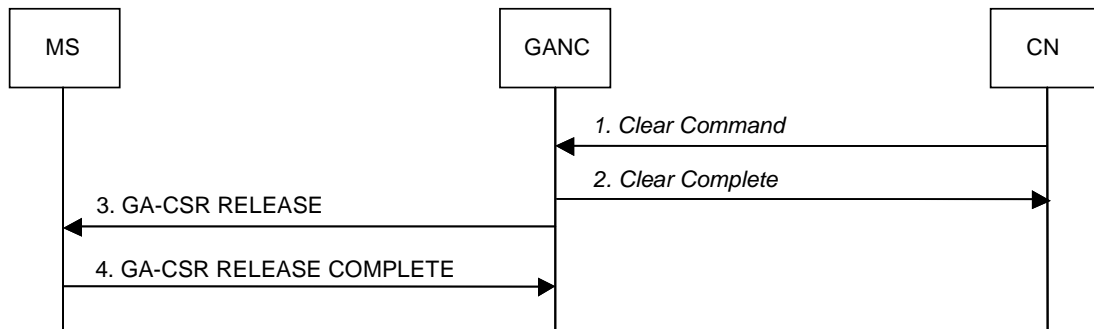 MS
GANC
CN
1. Clear Command
2. Clear Complete
3. GA-CSR RELEASE
4. GA-CSR RELEASE COMPLETE